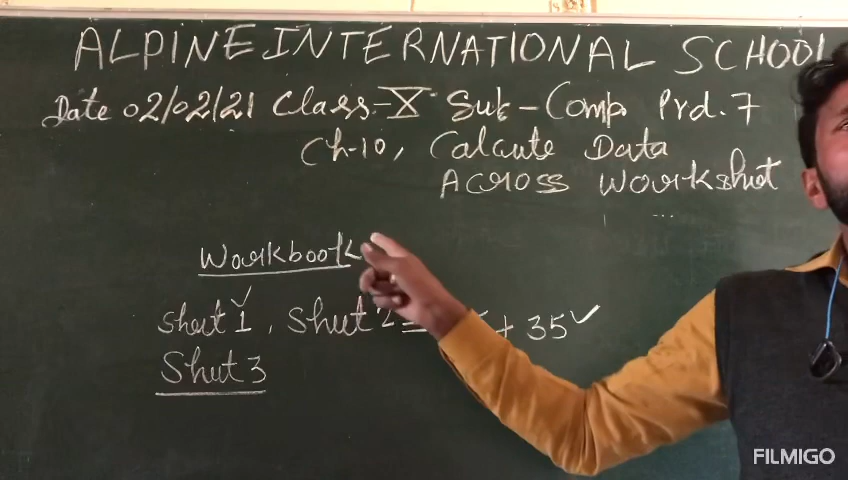 ALPINE INTERNATIONAL SCHOOL
Date 02/02/21 Class-X Sub-Comp Prd. 7
Ch-10, Calcute Data
Across Worksheet
Workbook
Sheet 1, Sheet 2 = + 35
Sheet 3
FILMIGO